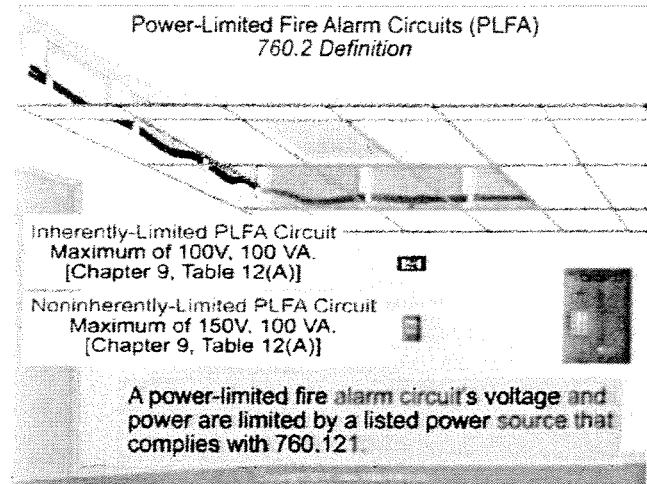 Power-Limited Fire Alarm Circuits (PLFA)
760.2 Definition
Inherently-Limited PLFA Circuit
Maximum of 100V, 100 VA.
[Chapter 9, Table 12(A)]
Noninherently-Limited PLFA Circuit
Maximum of 150V, 100 VA.
[Chapter 9, Table 12(A)]
A power-limited fire alarm circuit's voltage and
power are limited by a listed power source that
complies with 760.121.